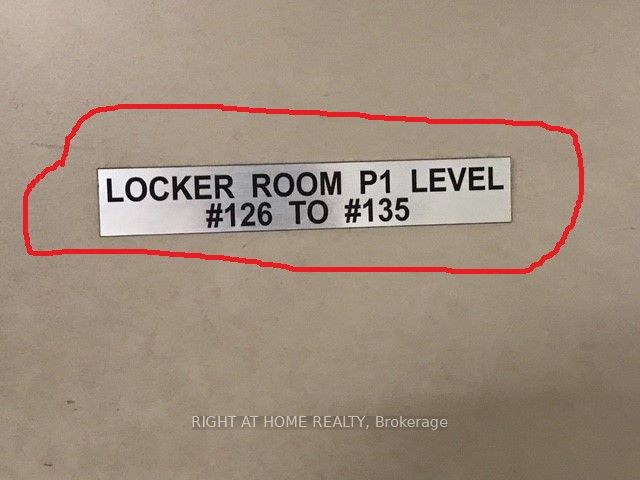 LOCKER ROOM P1 LEVEL
#126 TO #135
RIGHT AT HOME REALTY, Brokerage